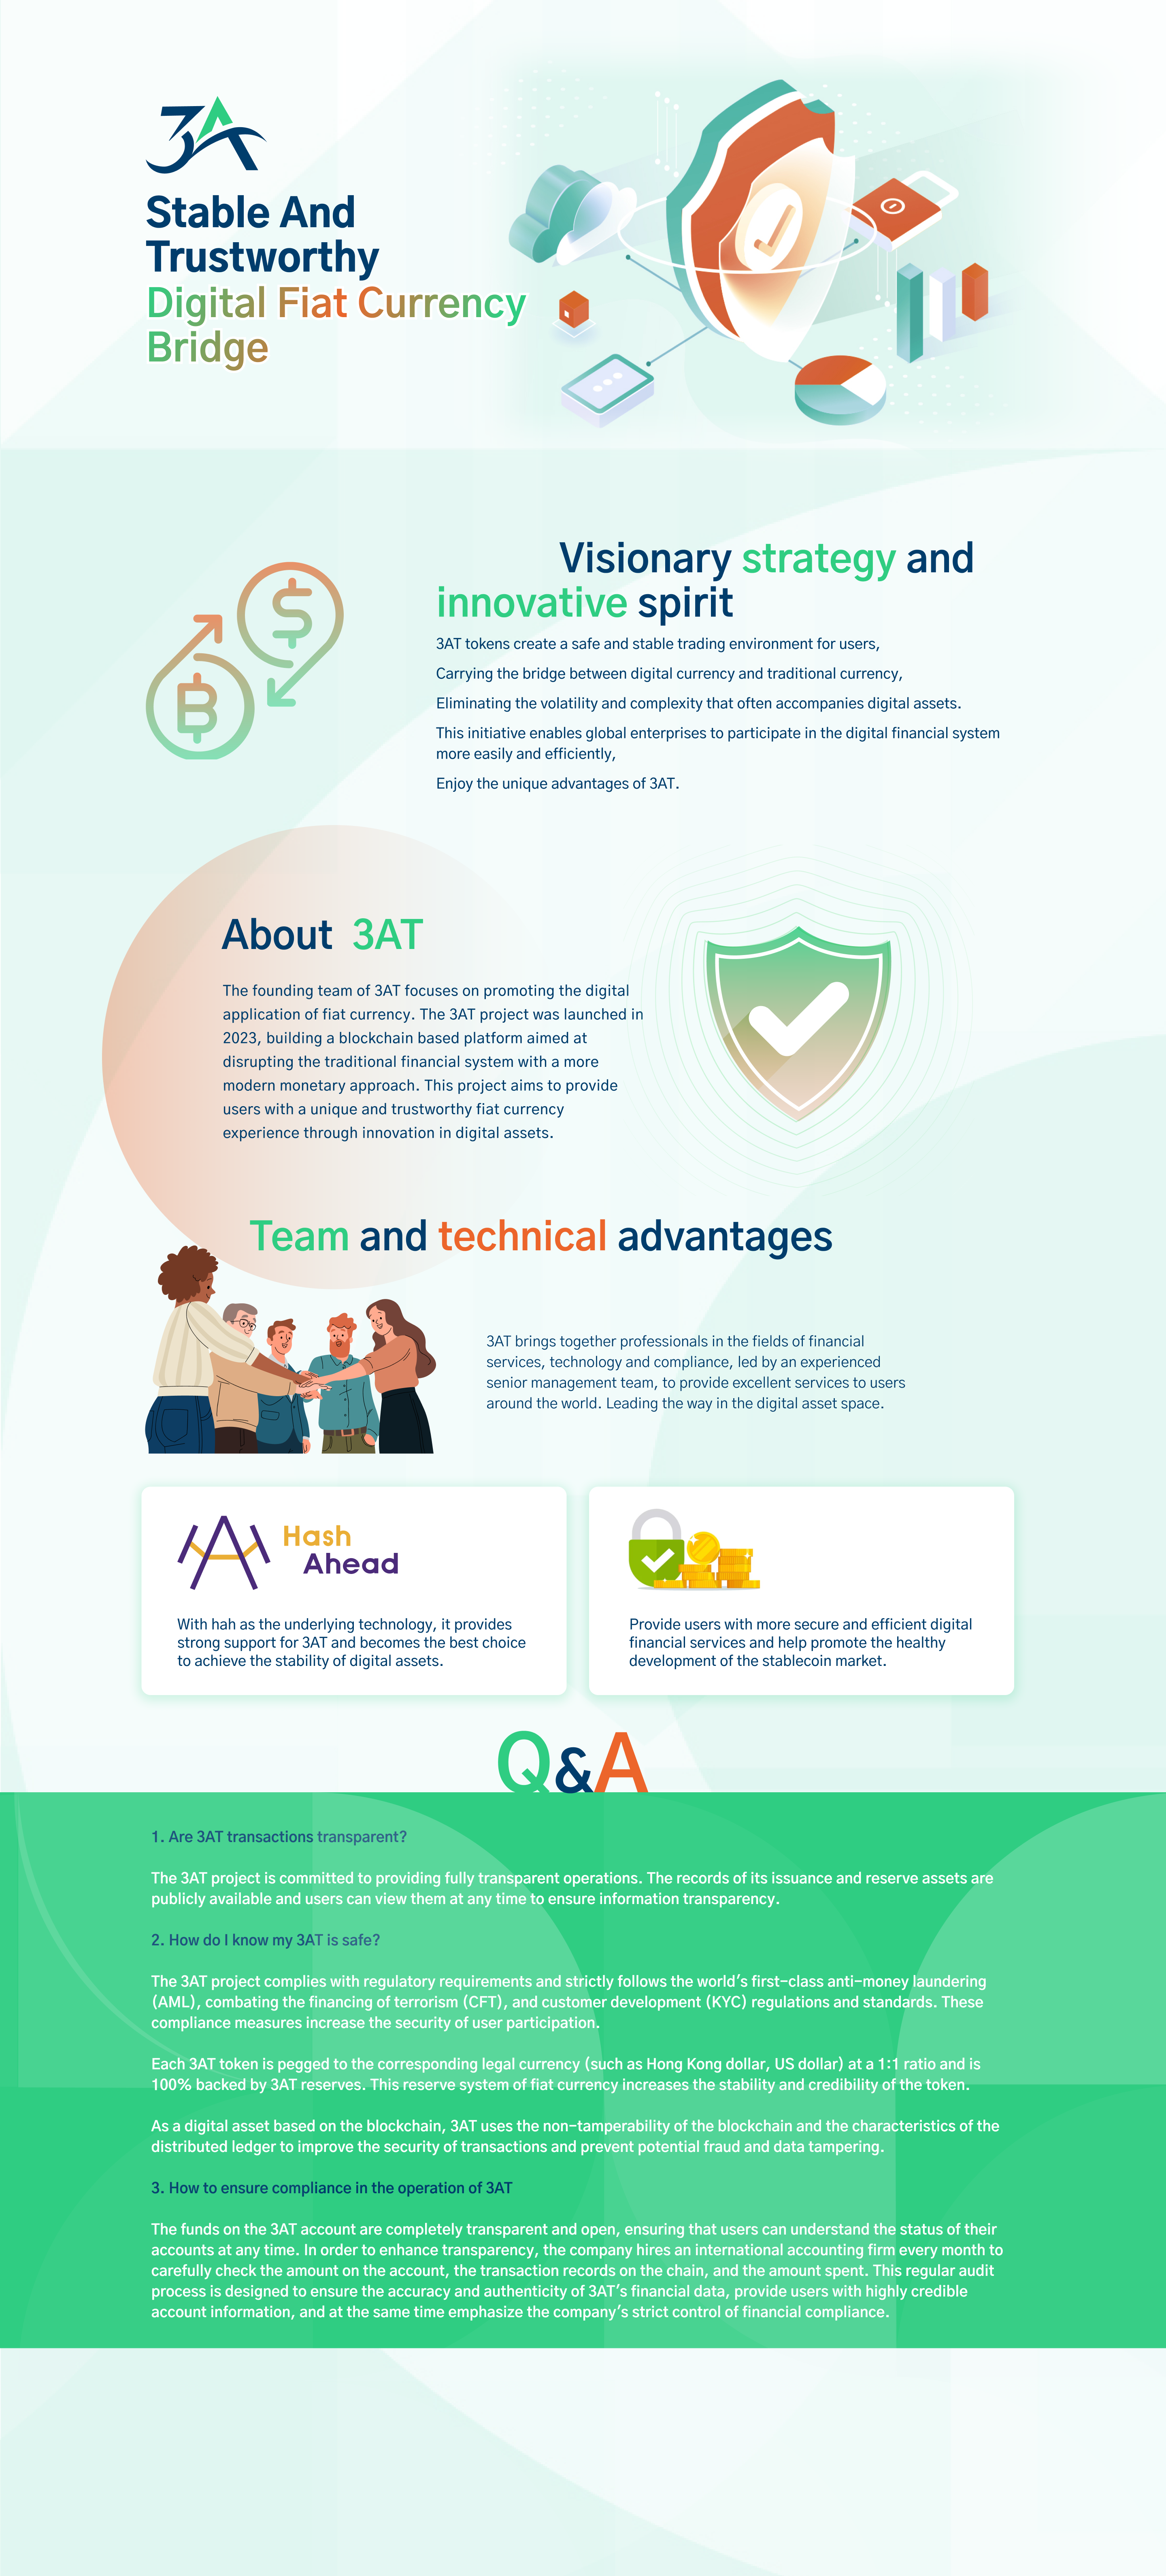 3A
Stable And
Trustworthy
Digital Fiat Currency
Bridge
Visionary strategy and
innovative spirit
3AT tokens create a safe and stable trading environment for users,
Carrying the bridge between digital currency and traditional currency,
Eliminating the volatility and complexity that often accompanies digital assets.
This initiative enables global enterprises to participate in the digital financial system
more easily and efficiently,
Enjoy the unique advantages of 3AT.
About 3AT
The founding team of 3AT focuses on promoting the digital
application of fiat currency. The 3AT project was launched in
2023, building a blockchain based platform aimed at
disrupting the traditional financial system with a more
modern monetary approach. This project aims to provide
users with a unique and trustworthy fiat currency
experience through innovation in digital assets.
Team and technical advantages
3AT brings together professionals in the fields of financial
services, technology and compliance, led by an experienced
senior management team, to provide excellent services to users
around the world. Leading the way in the digital asset space.
Hash
Ahead
With hah as the underlying technology, it provides
strong support for 3AT and becomes the best choice
to achieve the stability of digital assets.
Provide users with more secure and efficient digital
financial services and help promote the healthy
development of the stablecoin market.
Q&A
1. Are 3AT transactions transparent?
The 3AT project is committed to providing fully transparent operations. The records of its issuance and reserve assets are
publicly available and users can view them at any time to ensure information transparency.
2. How do I know my 3AT is safe?
The 3AT project complies with regulatory requirements and strictly follows the world's first-class anti-money laundering
(AML), combating the financing of terrorism (CFT), and customer development (KYC) regulations and standards. These
compliance measures increase the security of user participation.
Each 3AT token is pegged to the corresponding legal currency (such as Hong Kong dollar, US dollar) at a 1:1 ratio and is
100% backed by 3AT reserves. This reserve system of fiat currency increases the stability and credibility of the token.
As a digital asset based on the blockchain, 3AT uses the non-tamperability of the blockchain and the characteristics of the
distributed ledger to improve the security of transactions and prevent potential fraud and data tampering.
3. How to ensure compliance in the operation of 3AT
The funds on the 3AT account are completely transparent and open, ensuring that users can understand the status of their
accounts at any time. In order to enhance transparency, the company hires an international accounting firm every month to
carefully check the amount on the account, the transaction records on the chain, and the amount spent. This regular audit
process is designed to ensure the accuracy and authenticity of 3AT's financial data, provide users with highly credible
account information, and at the same time emphasize the company's strict control of financial compliance.